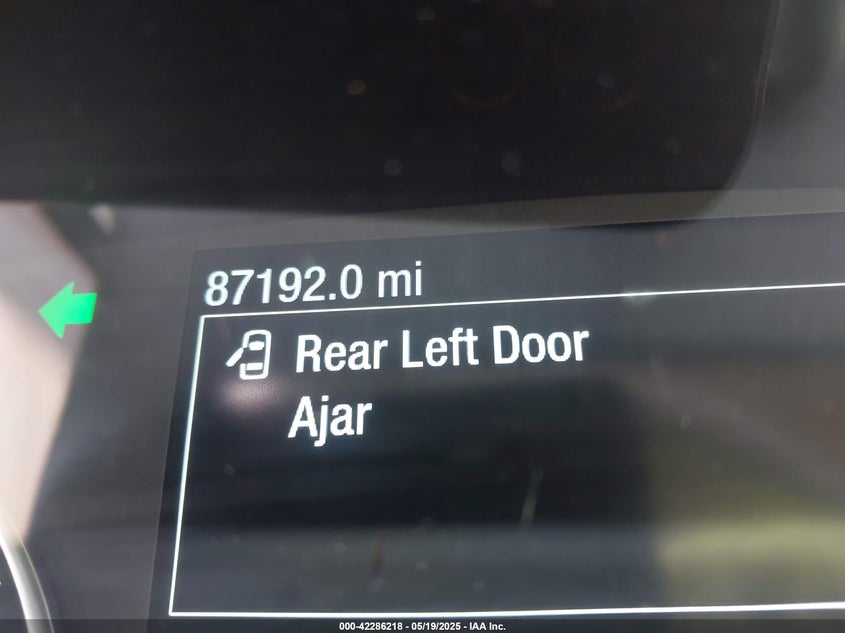 87192.0 mi
Rear Left Door
Ajar
000-42286218 - 05/19/2025 - IAA Inc.